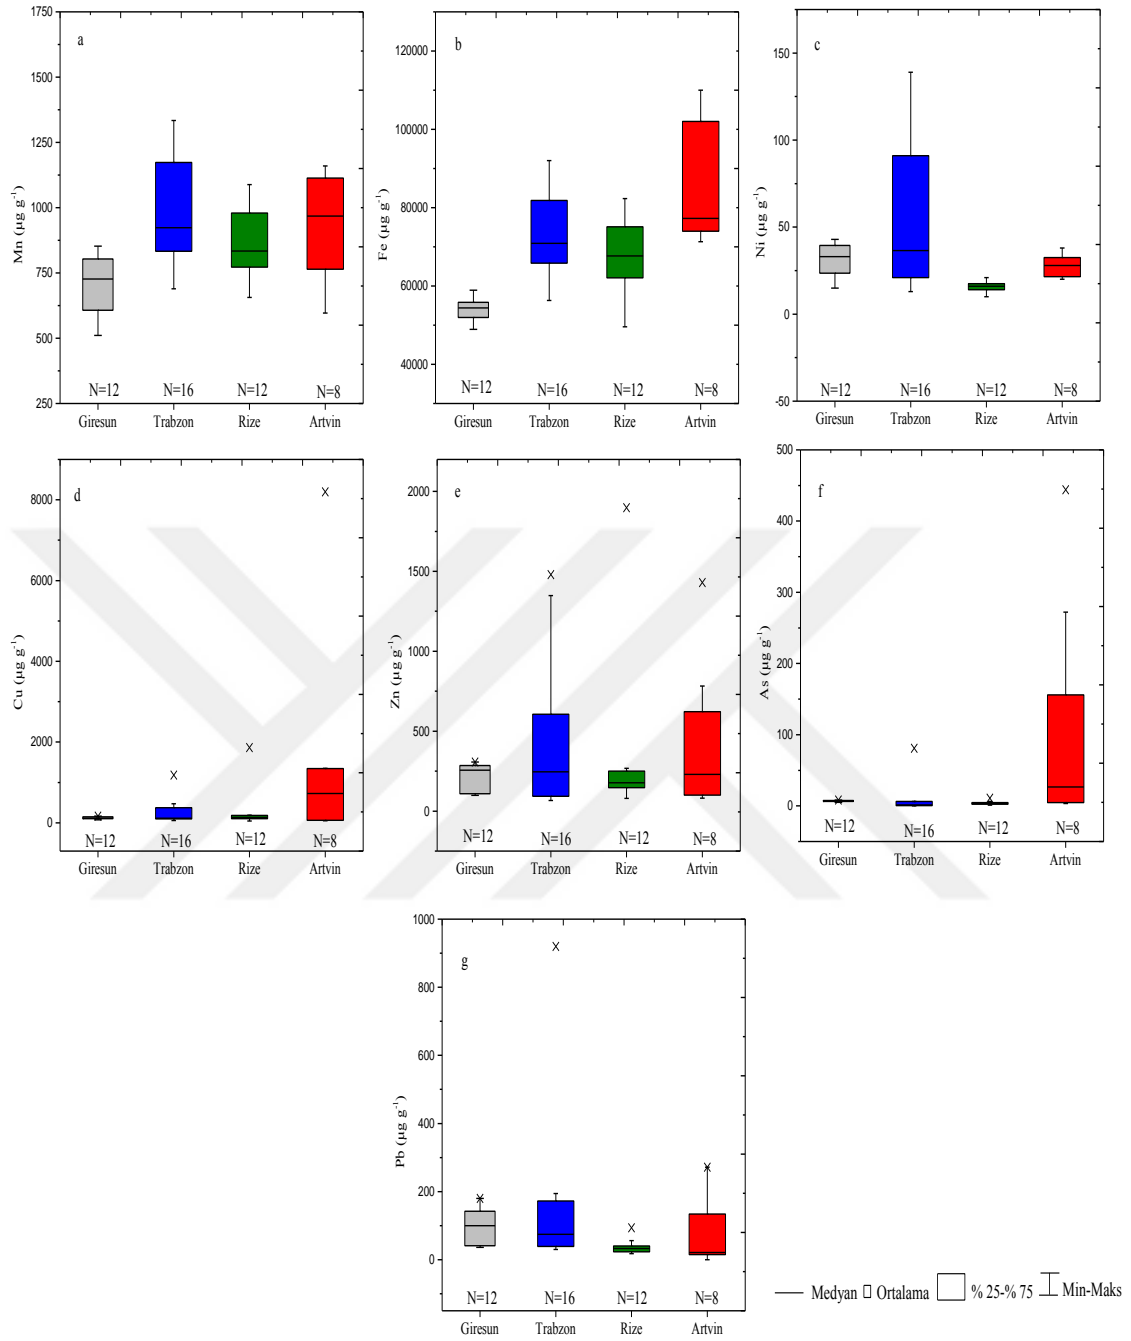 a
Mn (µg g⁻¹)
1750
1500
1250
1000
750
500
250
N=12 N=16 N=12 N=8
Giresun Trabzon Rize Artvin
b
Fe (µg g⁻¹)
120000
100000
80000
60000
40000
N=12 N=16 N=12 N=8
Giresun Trabzon Rize Artvin
c
Ni (µg g⁻¹)
150
100
50
0
-50
N=12 N=16 N=12 N=8
Giresun Trabzon Rize Artvin
d
Cu (µg g⁻¹)
8000
6000
4000
2000
0
N=12 N=16 N=12 N=8
Giresun Trabzon Rize Artvin
e
Zn (µg g⁻¹)
2000
1500
1000
500
0
N=12 N=16 N=12 N=8
Giresun Trabzon Rize Artvin
f
As (µg g⁻¹)
500
400
300
200
100
0
N=12 N=16 N=12 N=8
Giresun Trabzon Rize Artvin
g
Pb (µg g⁻¹)
1000
800
600
400
200
0
N=12 N=16 N=12 N=8
Giresun Trabzon Rize Artvin
Medyan Ortalama % 25-% 75 Min-Maks